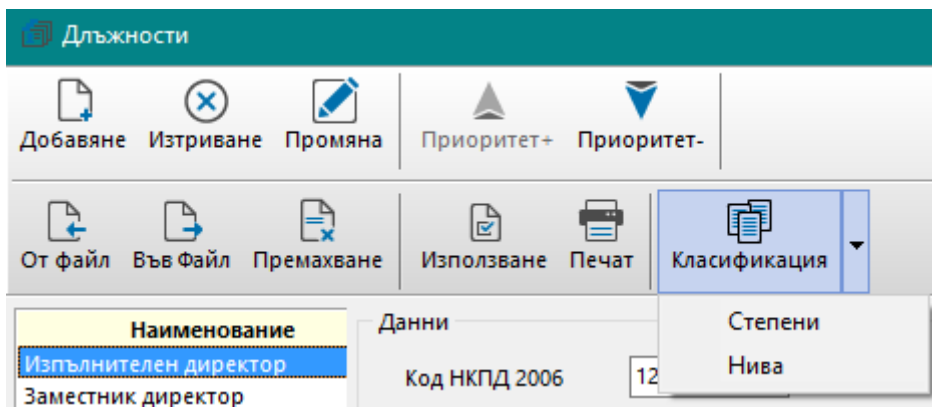 Длъжности
Добавяне Изтриване Промяна Приоритет+ Приоритет-
От файл Във Файл Премахване Използване Печат Класификация
Степени
Нива
Наименование
Данни
Изпълнителен директор
Код НКПД 2006 12
Заместник директор